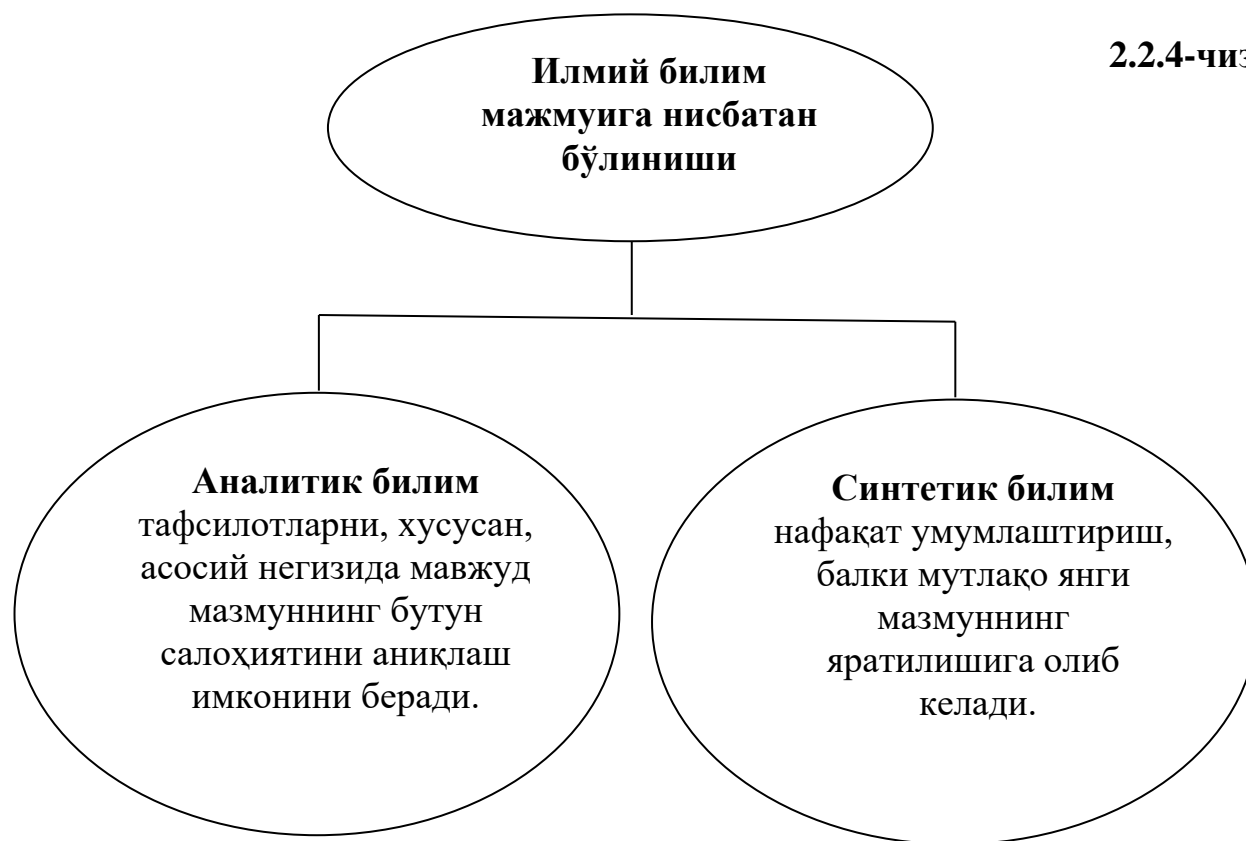 2.2.4-чиз
Илмий билим
мажмуига нисбатан
бўлиниши
Аналитик билим
тафсилотларни, хусусан,
асосий негизида мавжуд
мазмуннинг бутун
салоҳиятини аниқлаш
имконини беради.
Синтетик билим
нафақат умумлаштириш,
балки мутлақо янги
мазмуннинг
яратилишига олиб
келади.